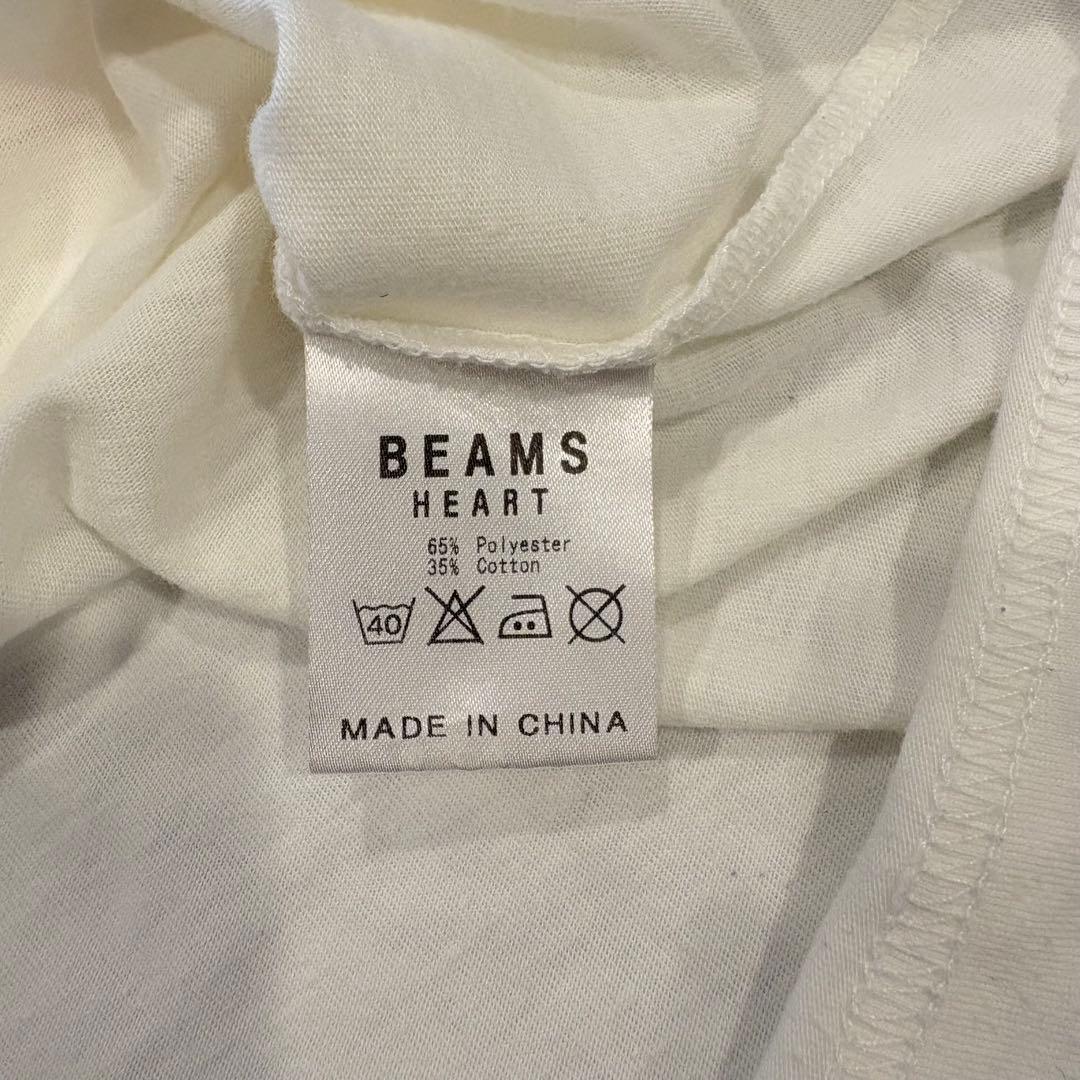 BEAMS
HEART
65% Polyester
35% Cotton
40
MADE IN CHINA